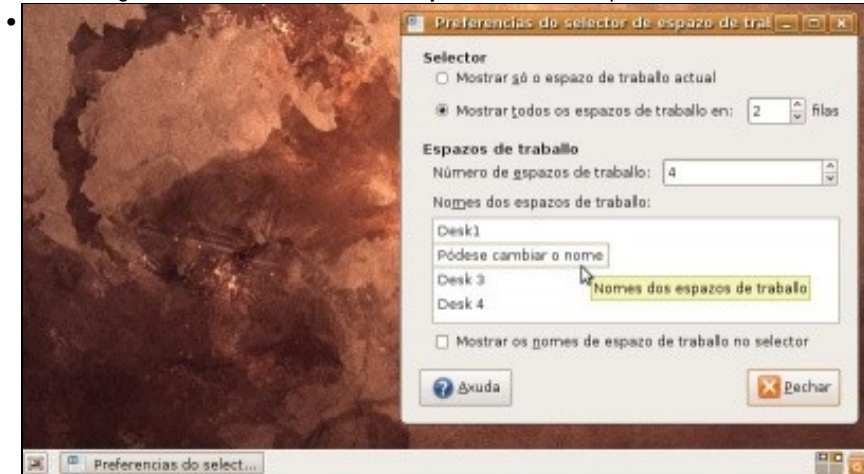 Preferencias do selector de espazo de tral
Selector
Mostrar só o espazo de traballo actual
Mostrar todos os espazos de traballo en: 2 filas
Espazos de traballo
Número de espazos de traballo: 4
Nomes dos espazos de traballo:
Desk1
Pódese cambiar o nome
Desk 3
Nomes dos espazos de traballo
Desk 4
Mostrar os nomes de espazo de traballo no selector
Axuda
Pechar
Preferencias do select...